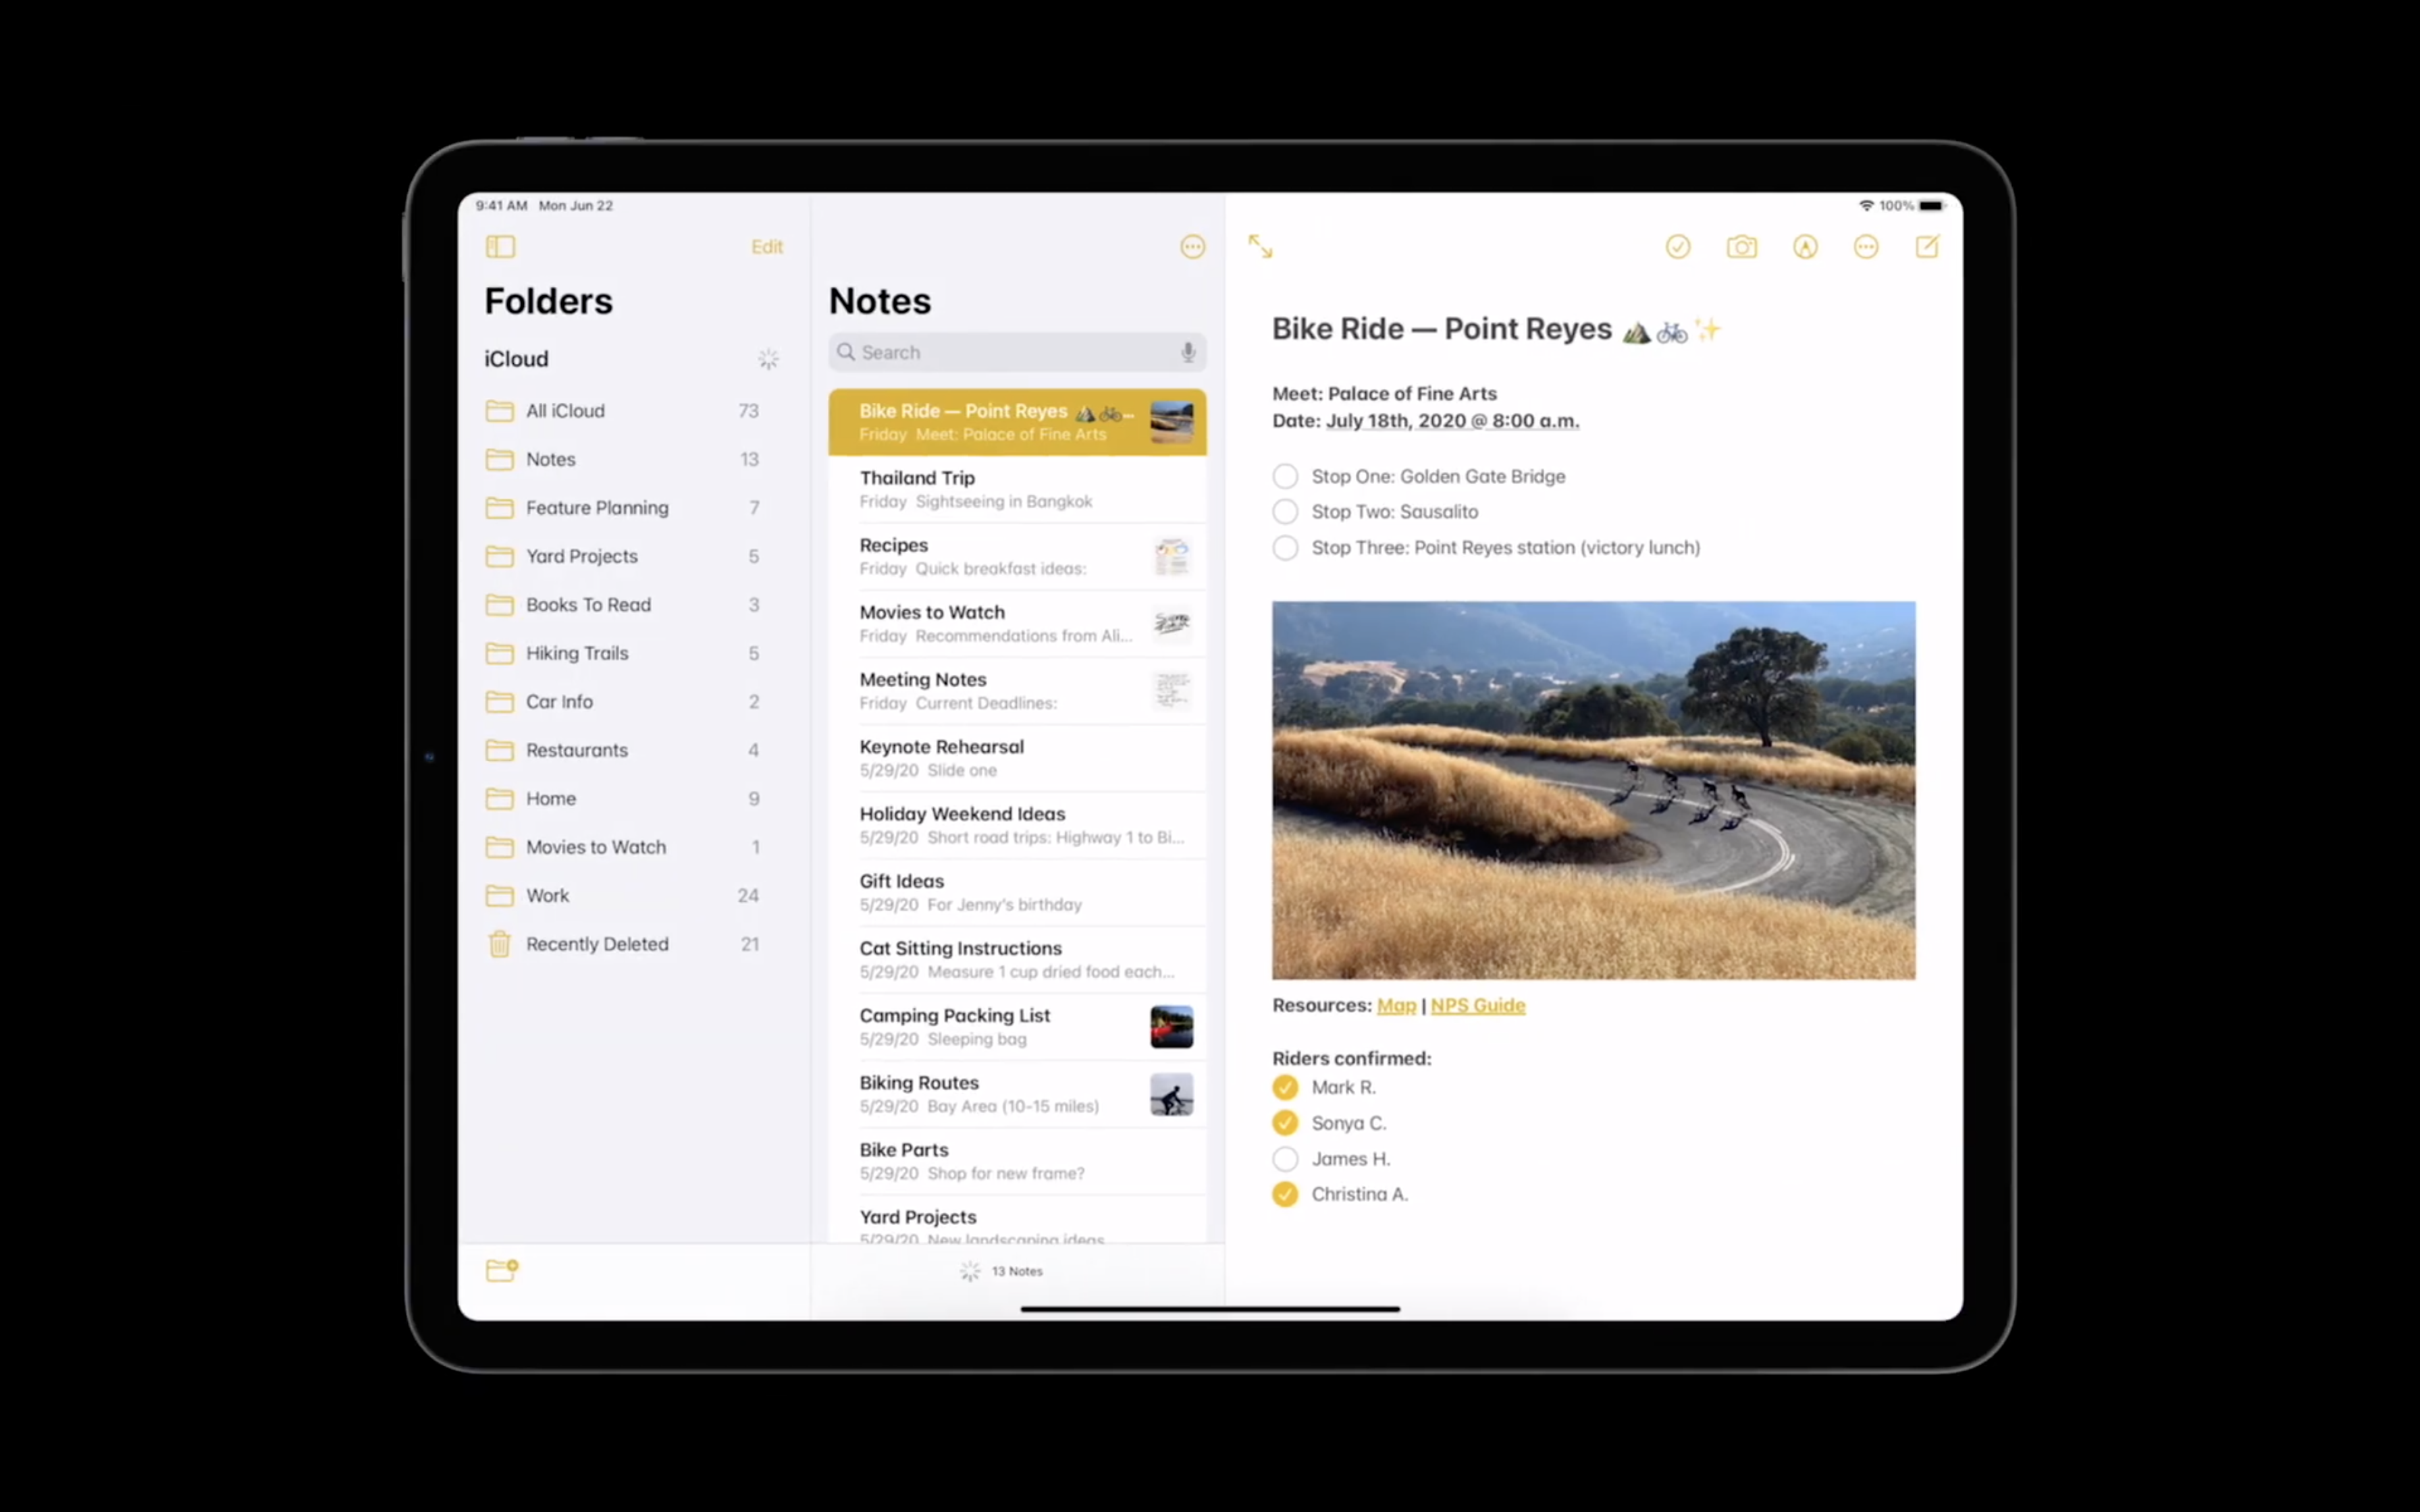 9:41 AM Mon Jun 22
100%
Edit
Folders
iCloud
All iCloud 73
Notes 13
Feature Planning 7
Yard Projects 5
Books To Read 3
Hiking Trails 5
Car Info 2
Restaurants 4
Home 9
Movies to Watch 1
Work 24
Recently Deleted 21
Notes
Search
Bike Ride — Point Reyes ⛰️🚲...
Friday Meet: Palace of Fine Arts
Thailand Trip
Friday Sightseeing in Bangkok
Recipes
Friday Quick breakfast ideas:
Movies to Watch
Friday Recommendations from Ali...
Meeting Notes
Friday Current Deadlines:
Keynote Rehearsal
5/29/20 Slide one
Holiday Weekend Ideas
5/29/20 Short road trips: Highway 1 to Bi...
Gift Ideas
5/29/20 For Jenny's birthday
Cat Sitting Instructions
5/29/20 Measure 1 cup dried food each...
Camping Packing List
5/29/20 Sleeping bag
Biking Routes
5/29/20 Bay Area (10-15 miles)
Bike Parts
5/29/20 Shop for new frame?
Yard Projects
5/29/20 New landscaping ideas
13 Notes
Bike Ride — Point Reyes ⛰️🚲✨
Meet: Palace of Fine Arts
Date: July 18th, 2020 @ 8:00 a.m.
Stop One: Golden Gate Bridge
Stop Two: Sausalito
Stop Three: Point Reyes station (victory lunch)
Resources: Map | NPS Guide
Riders confirmed:
Mark R.
Sonya C.
James H.
Christina A.